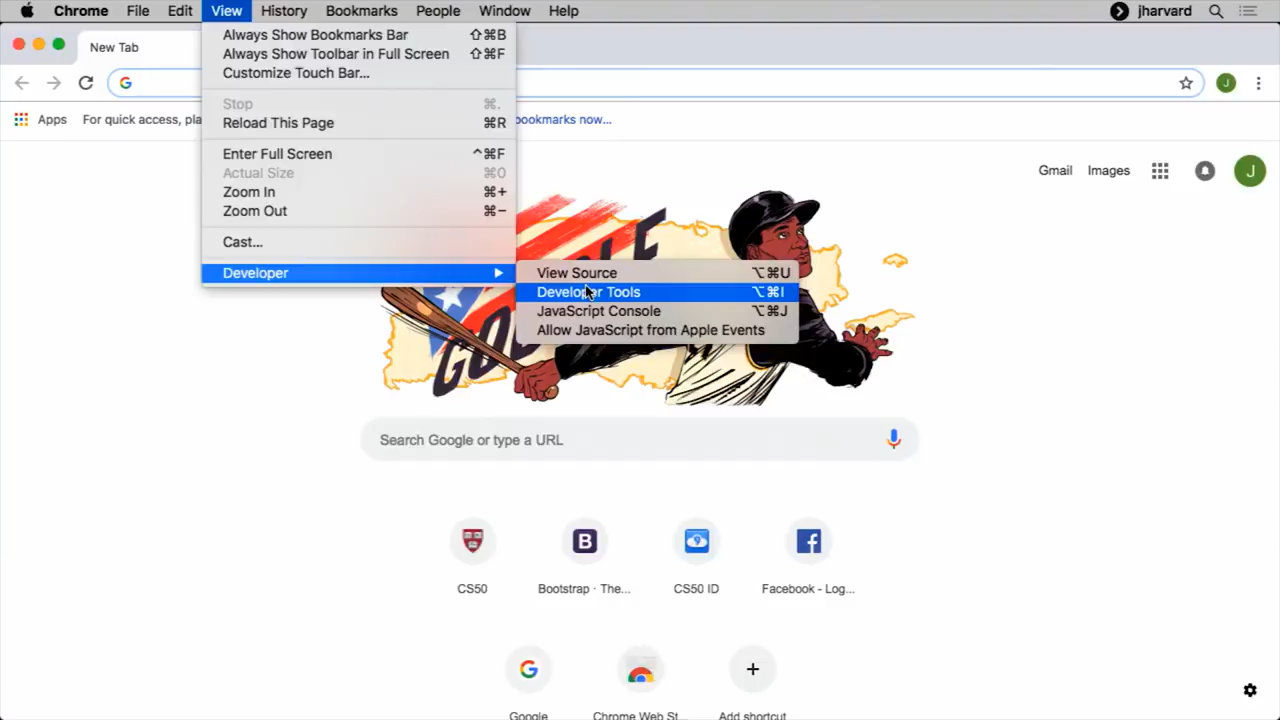 Chrome File Edit View History Bookmarks People Window Help jharvard
New Tab
Always Show Bookmarks Bar ⇧⌘B
Always Show Toolbar in Full Screen ⇧⌘F
Customize Touch Bar...
Stop ⌘.
Reload This Page ⌘R
Enter Full Screen ^⌘F
Actual Size ⌘0
Zoom In ⌘+
Zoom Out ⌘−
Cast...
Developer
View Source ⌥⌘U
Developer Tools ⌥⌘I
JavaScript Console ⌥⌘J
Allow JavaScript from Apple Events
J
Apps For quick access, pla bookmarks now...
Gmail Images J
Search Google or type a URL
B
CS50 Bootstrap · The... CS50 ID Facebook - Log...
Google Chrome Web St... Add shortcut